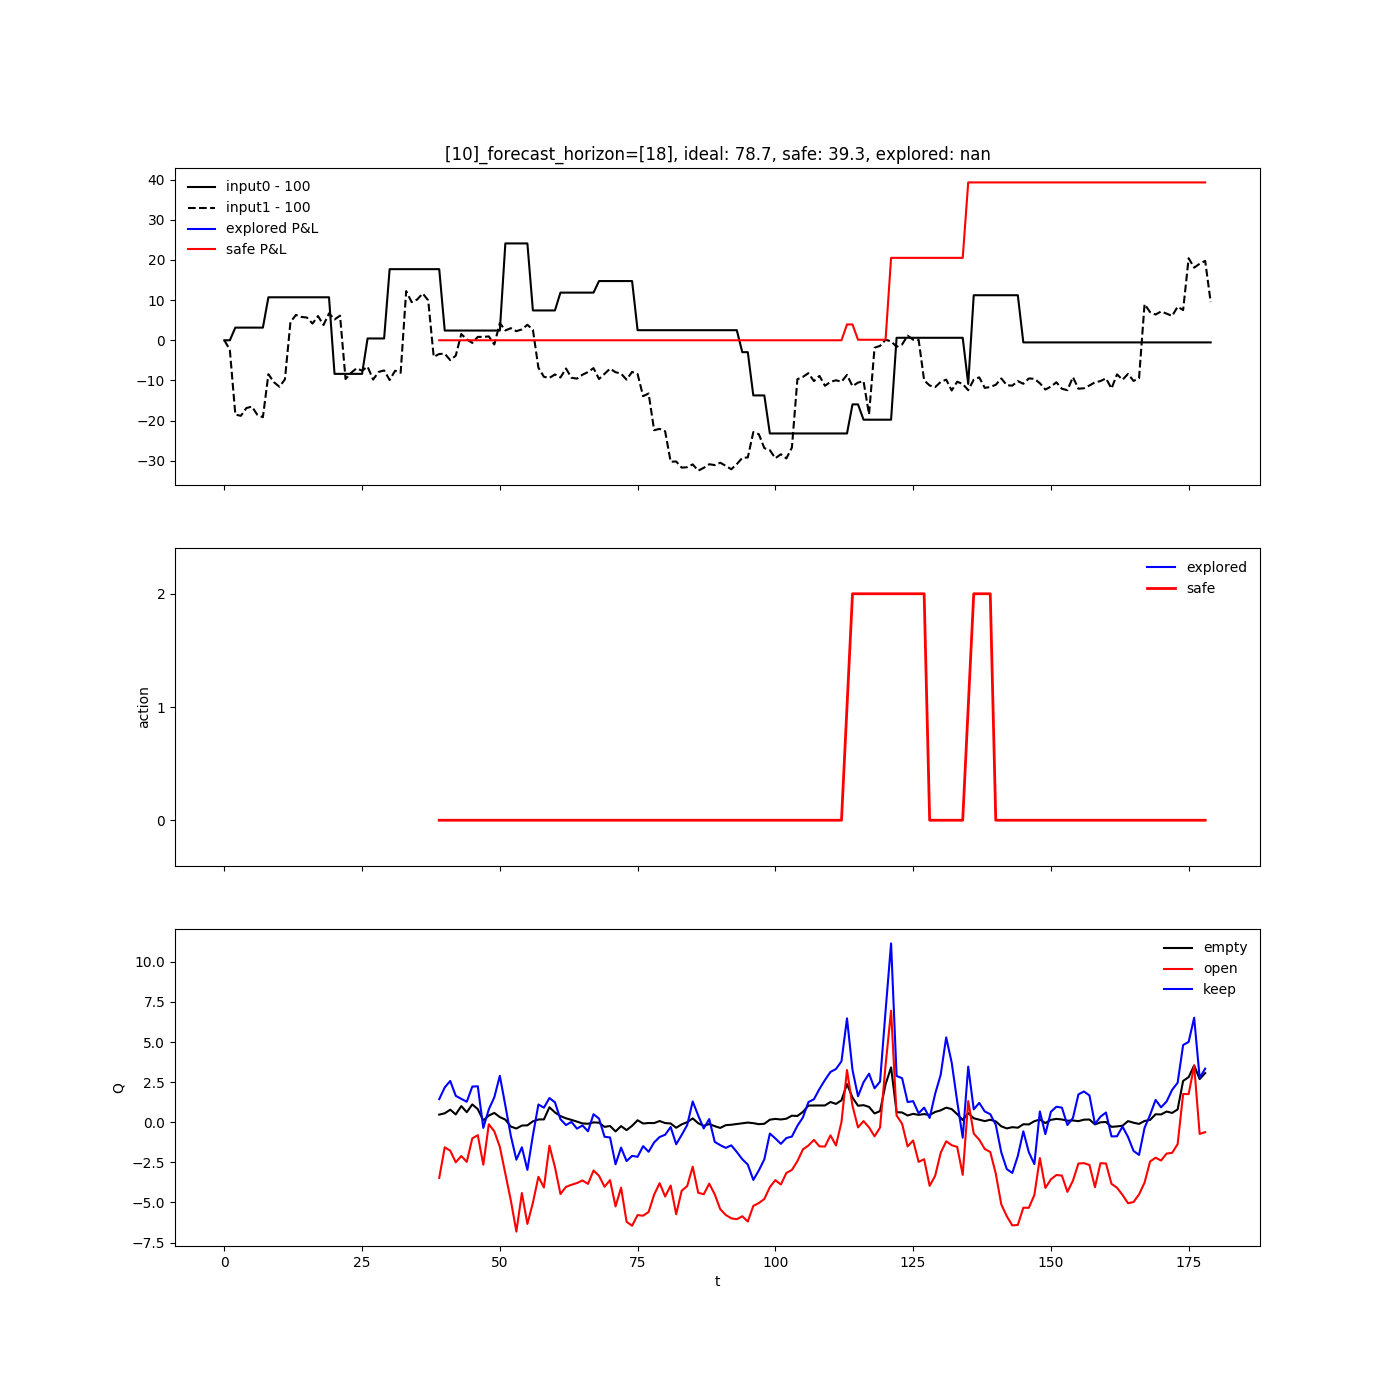 [10]_forecast_horizon=[18], ideal: 78.7, safe: 39.3, explored: nan
40
30
20
10
0
−10
−20
−30
input0 - 100
input1 - 100
explored P&L
safe P&L
action
2
1
0
explored
safe
Q
10.0
7.5
5.0
2.5
0.0
−2.5
−5.0
−7.5
empty
open
keep
0 25 50 75 100 125 150 175
t